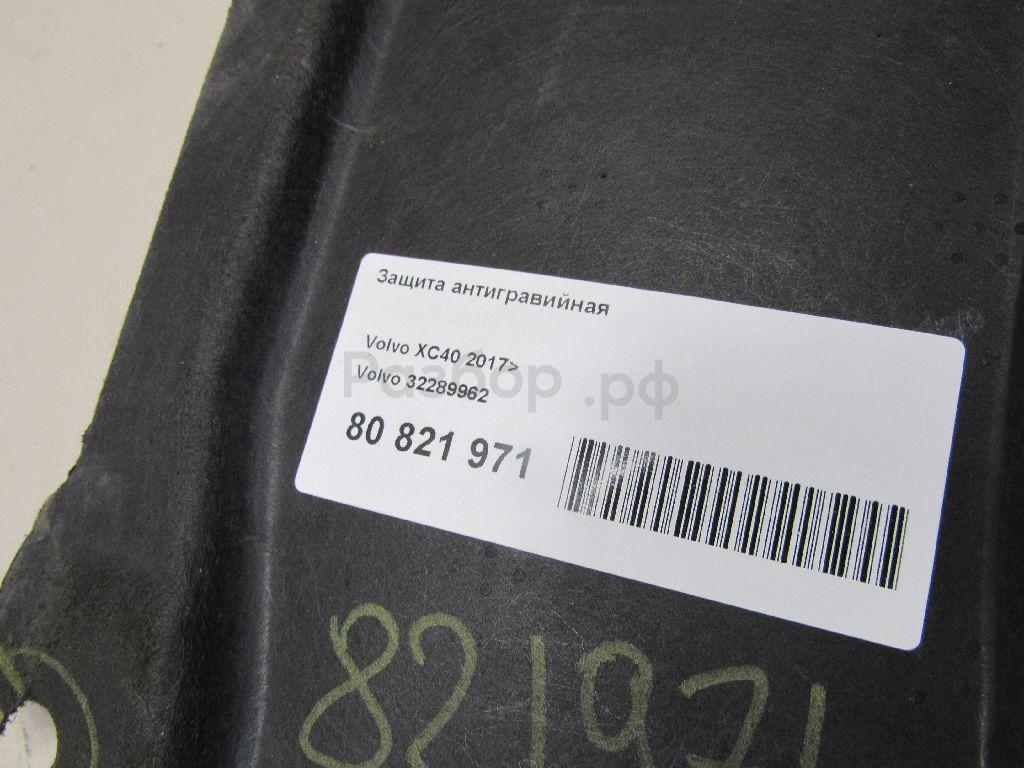 Защита антигравийная
Volvo XC40 2017>
Volvo 32289962
Разбор.рф
80 821 971
821971